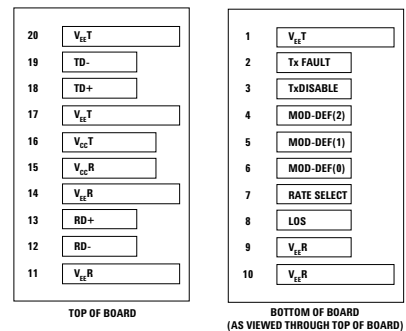 20 VEET
19 TD-
18 TD+
17 VEET
16 VCCT
15 VCCR
14 VEER
13 RD+
12 RD-
11 VEER
TOP OF BOARD
1 VEET
2 Tx FAULT
3 TxDISABLE
4 MOD-DEF(2)
5 MOD-DEF(1)
6 MOD-DEF(0)
7 RATE SELECT
8 LOS
9 VEER
10 VEER
BOTTOM OF BOARD
(AS VIEWED THROUGH TOP OF BOARD)